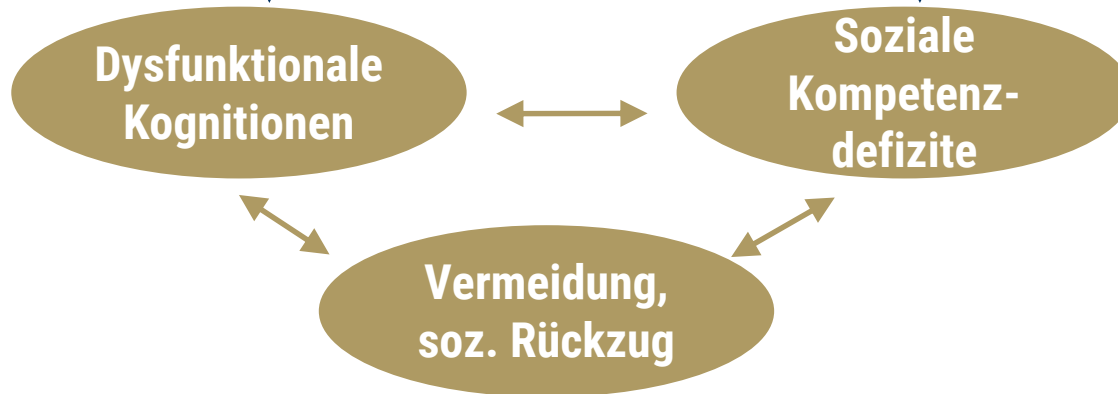 Dysfunktionale
Kognitionen
Soziale
Kompetenz-
defizite
Vermeidung,
soz. Rückzug